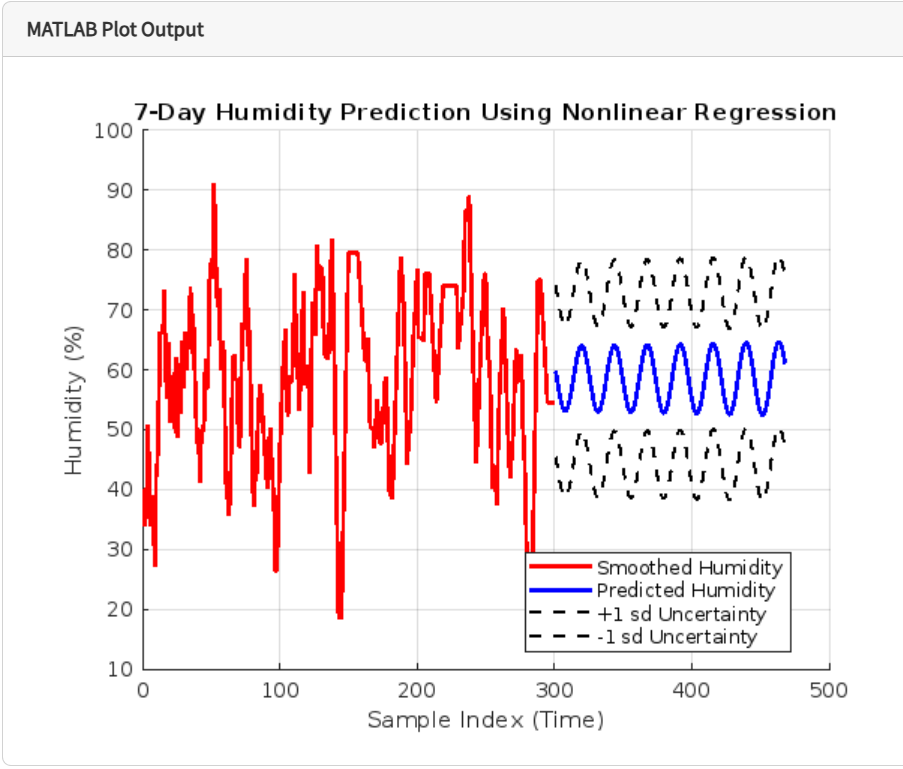 MATLAB Plot Output
7-Day Humidity Prediction Using Nonlinear Regression
100
90
80
70
60
50
40
30
20
10
Humidity (%)
Smoothed Humidity
Predicted Humidity
+1 sd Uncertainty
-1 sd Uncertainty
0 100 200 300 400 500
Sample Index (Time)